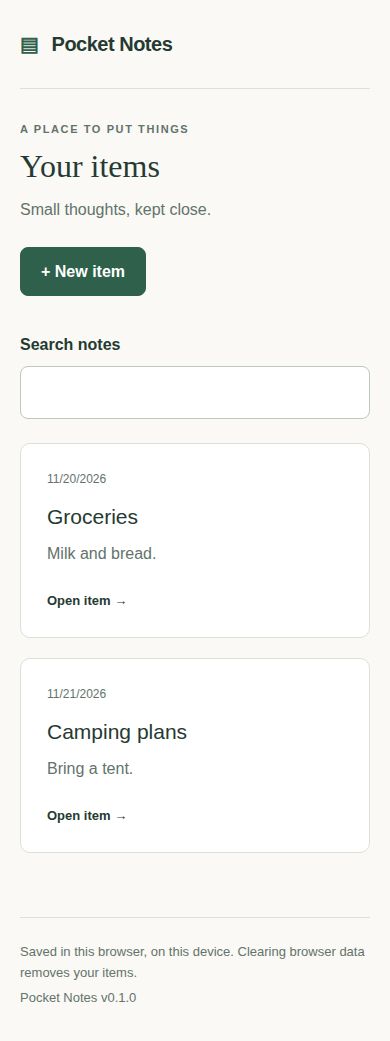 Pocket Notes
A PLACE TO PUT THINGS
Your items
Small thoughts, kept close.
+ New item
Search notes
11/20/2026
Groceries
Milk and bread.
Open item →
11/21/2026
Camping plans
Bring a tent.
Open item →
Saved in this browser, on this device. Clearing browser data
removes your items.
Pocket Notes v0.1.0